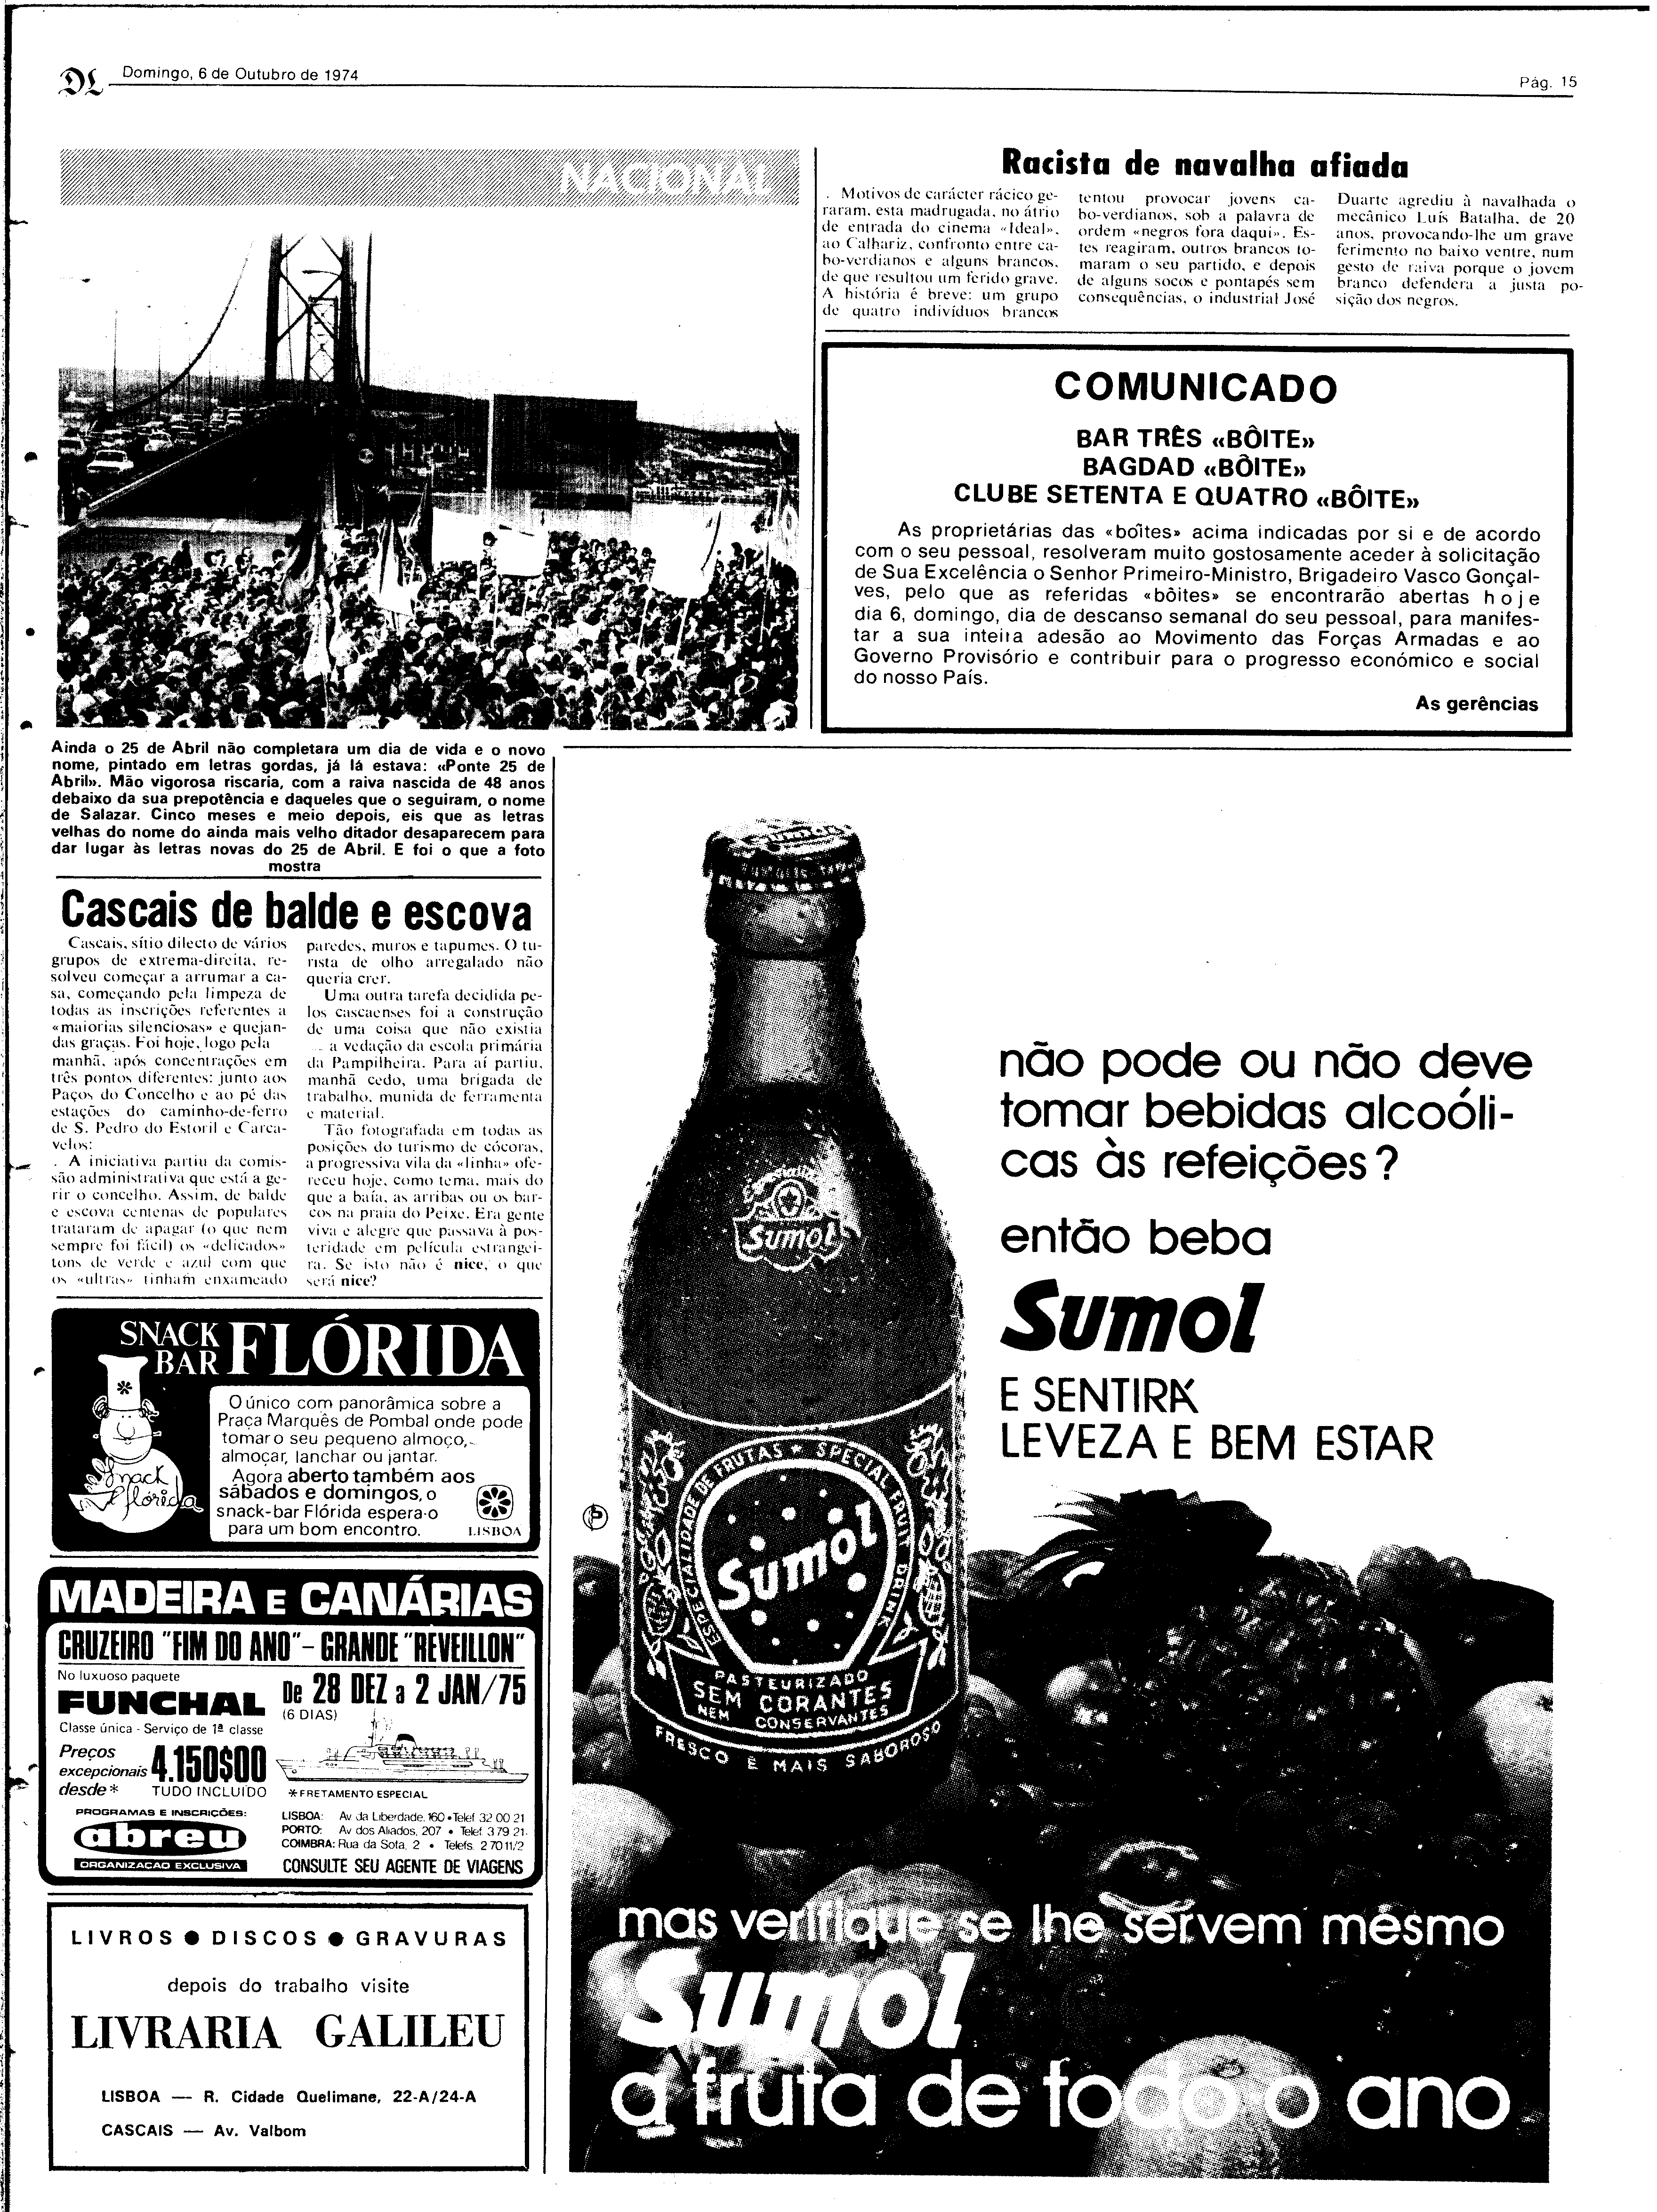 DL Domingo, 6 de Outubro de 1974
Pág. 15
NACIONAL
Ainda o 25 de Abril não completara um dia de vida e o novo
nome, pintado em letras gordas, já lá estava: «Ponte 25 de
Abril». Mão vigorosa riscaria, com a raiva nascida de 48 anos
debaixo da sua prepotência e daqueles que o seguiram, o nome
de Salazar. Cinco meses e meio depois, eis que as letras
velhas do nome do ainda mais velho ditador desaparecem para
dar lugar às letras novas do 25 de Abril. E foi o que a foto
mostra
Racista de navalha afiada
Motivos de carácter rácico ge-
raram, esta madrugada, no átrio
de entrada do cinema «Ideal»,
ao Calhariz, confronto entre ca-
bo-verdianos e alguns brancos,
de que resultou um ferido grave.
A história é breve: um grupo
de quatro indivíduos brancos
tentou provocar jovens ca-
bo-verdianos, sob a palavra de
ordem «negros fora daqui». Es-
tes reagiram, outros brancos to-
maram o seu partido, e depois
de alguns socos e pontapés sem
consequências, o industrial José
Duarte agrediu à navalhada o
mecânico Luís Batalha, de 20
anos, provocando-lhe um grave
ferimento no baixo ventre, num
gesto de raiva porque o jovem
branco defendera a justa po-
sição dos negros.
COMUNICADO
BAR TRÊS «BÔITE»
BAGDAD «BÔITE»
CLUBE SETENTA E QUATRO «BÔITE»
As proprietárias das «boîtes» acima indicadas por si e de acordo
com o seu pessoal, resolveram muito gostosamente aceder à solicitação
de Sua Excelência o Senhor Primeiro-Ministro, Brigadeiro Vasco Gonçal-
ves, pelo que as referidas «bôites» se encontrarão abertas hoje
dia 6, domingo, dia de descanso semanal do seu pessoal, para manifes-
tar a sua inteira adesão ao Movimento das Forças Armadas e ao
Governo Provisório e contribuir para o progresso económico e social
do nosso País.
As gerências
Cascais de balde e escova
Cascais, sítio dilecto de vários
grupos de extrema-direita, re-
solveu começar a arrumar a ca-
sa, começando pela limpeza de
todas as inscrições referentes a
«maiorias silenciosas» e quejan-
das graças. Foi hoje, logo pela
manhã, após concentrações em
três pontos diferentes: junto aos
Paços do Concelho e ao pé das
estações do caminho-de-ferro
de S. Pedro do Estoril e Carca-
velos:
A iniciativa partiu da comis-
são administrativa que está a ge-
rir o concelho. Assim, de balde
e escova centenas de populares
trataram de apagar (o que nem
sempre foi fácil) os «delicados»
tons de verde e azul com que
os «ultras» tinham enxameado
paredes, muros e tapumes. O tu-
rista de olho arregalado não
queria crer.
Uma outra tarefa decidida pe-
los cascaenses foi a construção
de uma coisa que não existia
— a vedação da escola primária
da Pampilheira. Para aí partiu,
manhã cedo, uma brigada de
trabalho, munida de ferramenta
e material.
Tão fotografada em todas as
posições do turismo de cócoras,
a progressiva vila da «linha» ofe-
receu hoje, como tema, mais do
que a baía, as arribas ou os bar-
cos na praia do Peixe. Era gente
viva e alegre que passava à pos-
teridade em película estrangei-
ra. Se isto não é nice, o que
será nice?
SNACK BAR FLÓRIDA
O único com panorâmica sobre a
Praça Marquês de Pombal onde pode
tomar o seu pequeno almoço,
almoçar, lanchar ou jantar.
Agora aberto também aos
sábados e domingos, o
snack-bar Flórida espera-o
para um bom encontro.
LISBOA
Snack
flórida
MADEIRA E CANÁRIAS
CRUZEIRO "FIM DO ANO" - GRANDE "REVEILLON"
No luxuoso paquete
FUNCHAL
Classe única - Serviço de 1ª classe
De 28 DEZ a 2 JAN/75
(6 DIAS)
Preços
excepcionais
desde*
4.150$00
TUDO INCLUÍDO
*FRETAMENTO ESPECIAL
PROGRAMAS E INSCRIÇÕES:
abreu
ORGANIZAÇAO EXCLUSIVA
LISBOA: Av. da Liberdade, 160 • Telef. 32 00 21
PORTO: Av dos Aliados, 207 • Telef 3 79 21
COIMBRA: Rua da Sota, 2 • Telefs. 2 70 11/2
CONSULTE SEU AGENTE DE VIAGENS
LIVROS ● DISCOS ● GRAVURAS
depois do trabalho visite
LIVRARIA GALILEU
LISBOA — R. Cidade Quelimane, 22-A/24-A
CASCAIS — Av. Valbom
não pode ou não deve
tomar bebidas alcoóli-
cas às refeições?
então beba
Sumol
E SENTIRÁ
LEVEZA E BEM ESTAR
Sumol
ESPECIALIDADE DE FRUTAS * SPECIAL FRUIT DRINK
Sumol
PASTEURIZADO
SEM CORANTES
NEM CONSERVANTES
FRESCO É MAIS SABOROSO
mas verifique se lhe servem mesmo
Sumol
a fruta de todo o ano